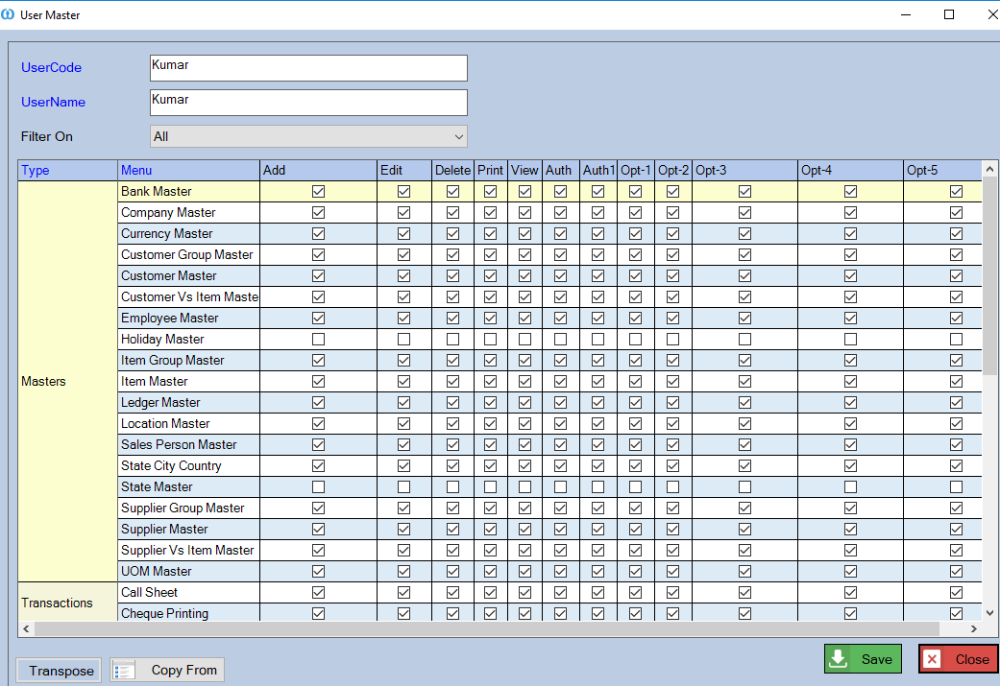 User Master
UserCode Kumar
UserName Kumar
Filter On All
Type Menu Add Edit Delete Print View Auth Auth1 Opt-1 Opt-2 Opt-3 Opt-4 Opt-5
Bank Master
Company Master
Currency Master
Customer Group Master
Customer Master
Customer Vs Item Maste
Employee Master
Holiday Master
Item Group Master
Masters Item Master
Ledger Master
Location Master
Sales Person Master
State City Country
State Master
Supplier Group Master
Supplier Master
Supplier Vs Item Master
UOM Master
Call Sheet
Transactions
Cheque Printing
Transpose Copy From Save Close